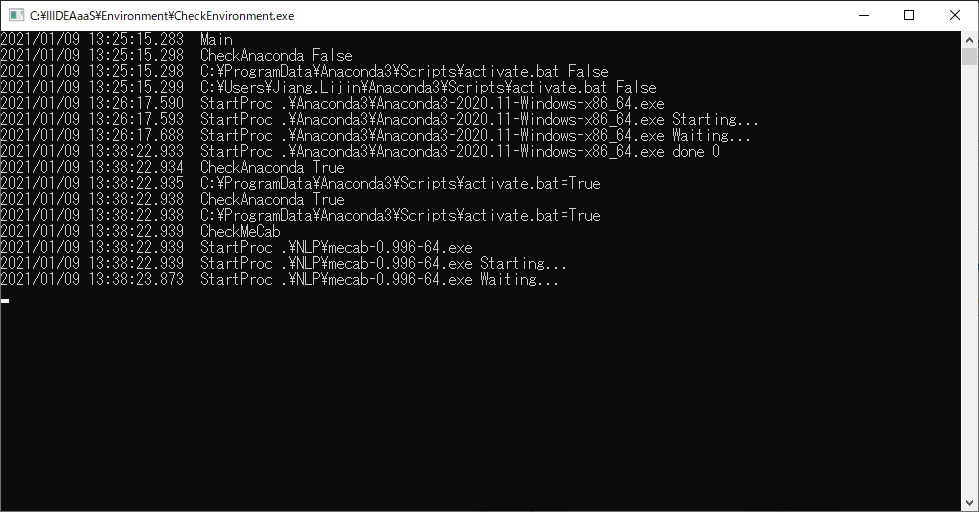 C:¥IIIDEAaaS¥Environment¥CheckEnvironment.exe
2021/01/09 13:25:15.283  Main
2021/01/09 13:25:15.298  CheckAnaconda False
2021/01/09 13:25:15.298  C:¥ProgramData¥Anaconda3¥Scripts¥activate.bat False
2021/01/09 13:25:15.299  C:¥Users¥Jiang.Lijin¥Anaconda3¥Scripts¥activate.bat False
2021/01/09 13:26:17.590  StartProc .¥Anaconda3¥Anaconda3-2020.11-Windows-x86_64.exe
2021/01/09 13:26:17.593  StartProc .¥Anaconda3¥Anaconda3-2020.11-Windows-x86_64.exe Starting...
2021/01/09 13:26:17.688  StartProc .¥Anaconda3¥Anaconda3-2020.11-Windows-x86_64.exe Waiting...
2021/01/09 13:38:22.933  StartProc .¥Anaconda3¥Anaconda3-2020.11-Windows-x86_64.exe done 0
2021/01/09 13:38:22.934  CheckAnaconda True
2021/01/09 13:38:22.935  C:¥ProgramData¥Anaconda3¥Scripts¥activate.bat=True
2021/01/09 13:38:22.938  CheckAnaconda True
2021/01/09 13:38:22.938  C:¥ProgramData¥Anaconda3¥Scripts¥activate.bat=True
2021/01/09 13:38:22.939  CheckMeCab
2021/01/09 13:38:22.939  StartProc .¥NLP¥mecab-0.996-64.exe
2021/01/09 13:38:22.939  StartProc .¥NLP¥mecab-0.996-64.exe Starting...
2021/01/09 13:38:23.873  StartProc .¥NLP¥mecab-0.996-64.exe Waiting...